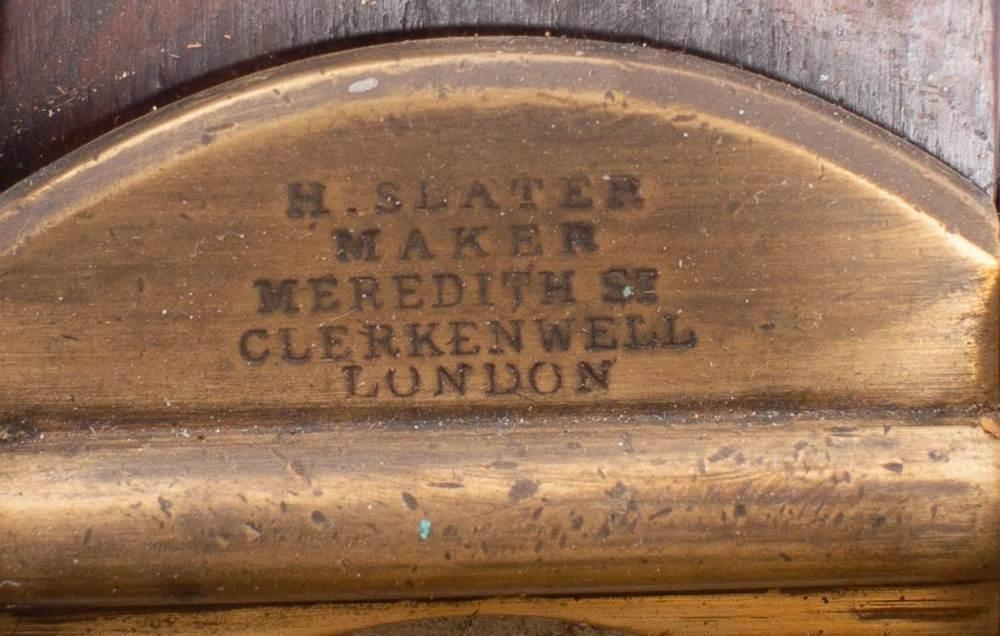 H. SLATER
MAKER
MEREDITH ST
CLERKENWELL
LONDON